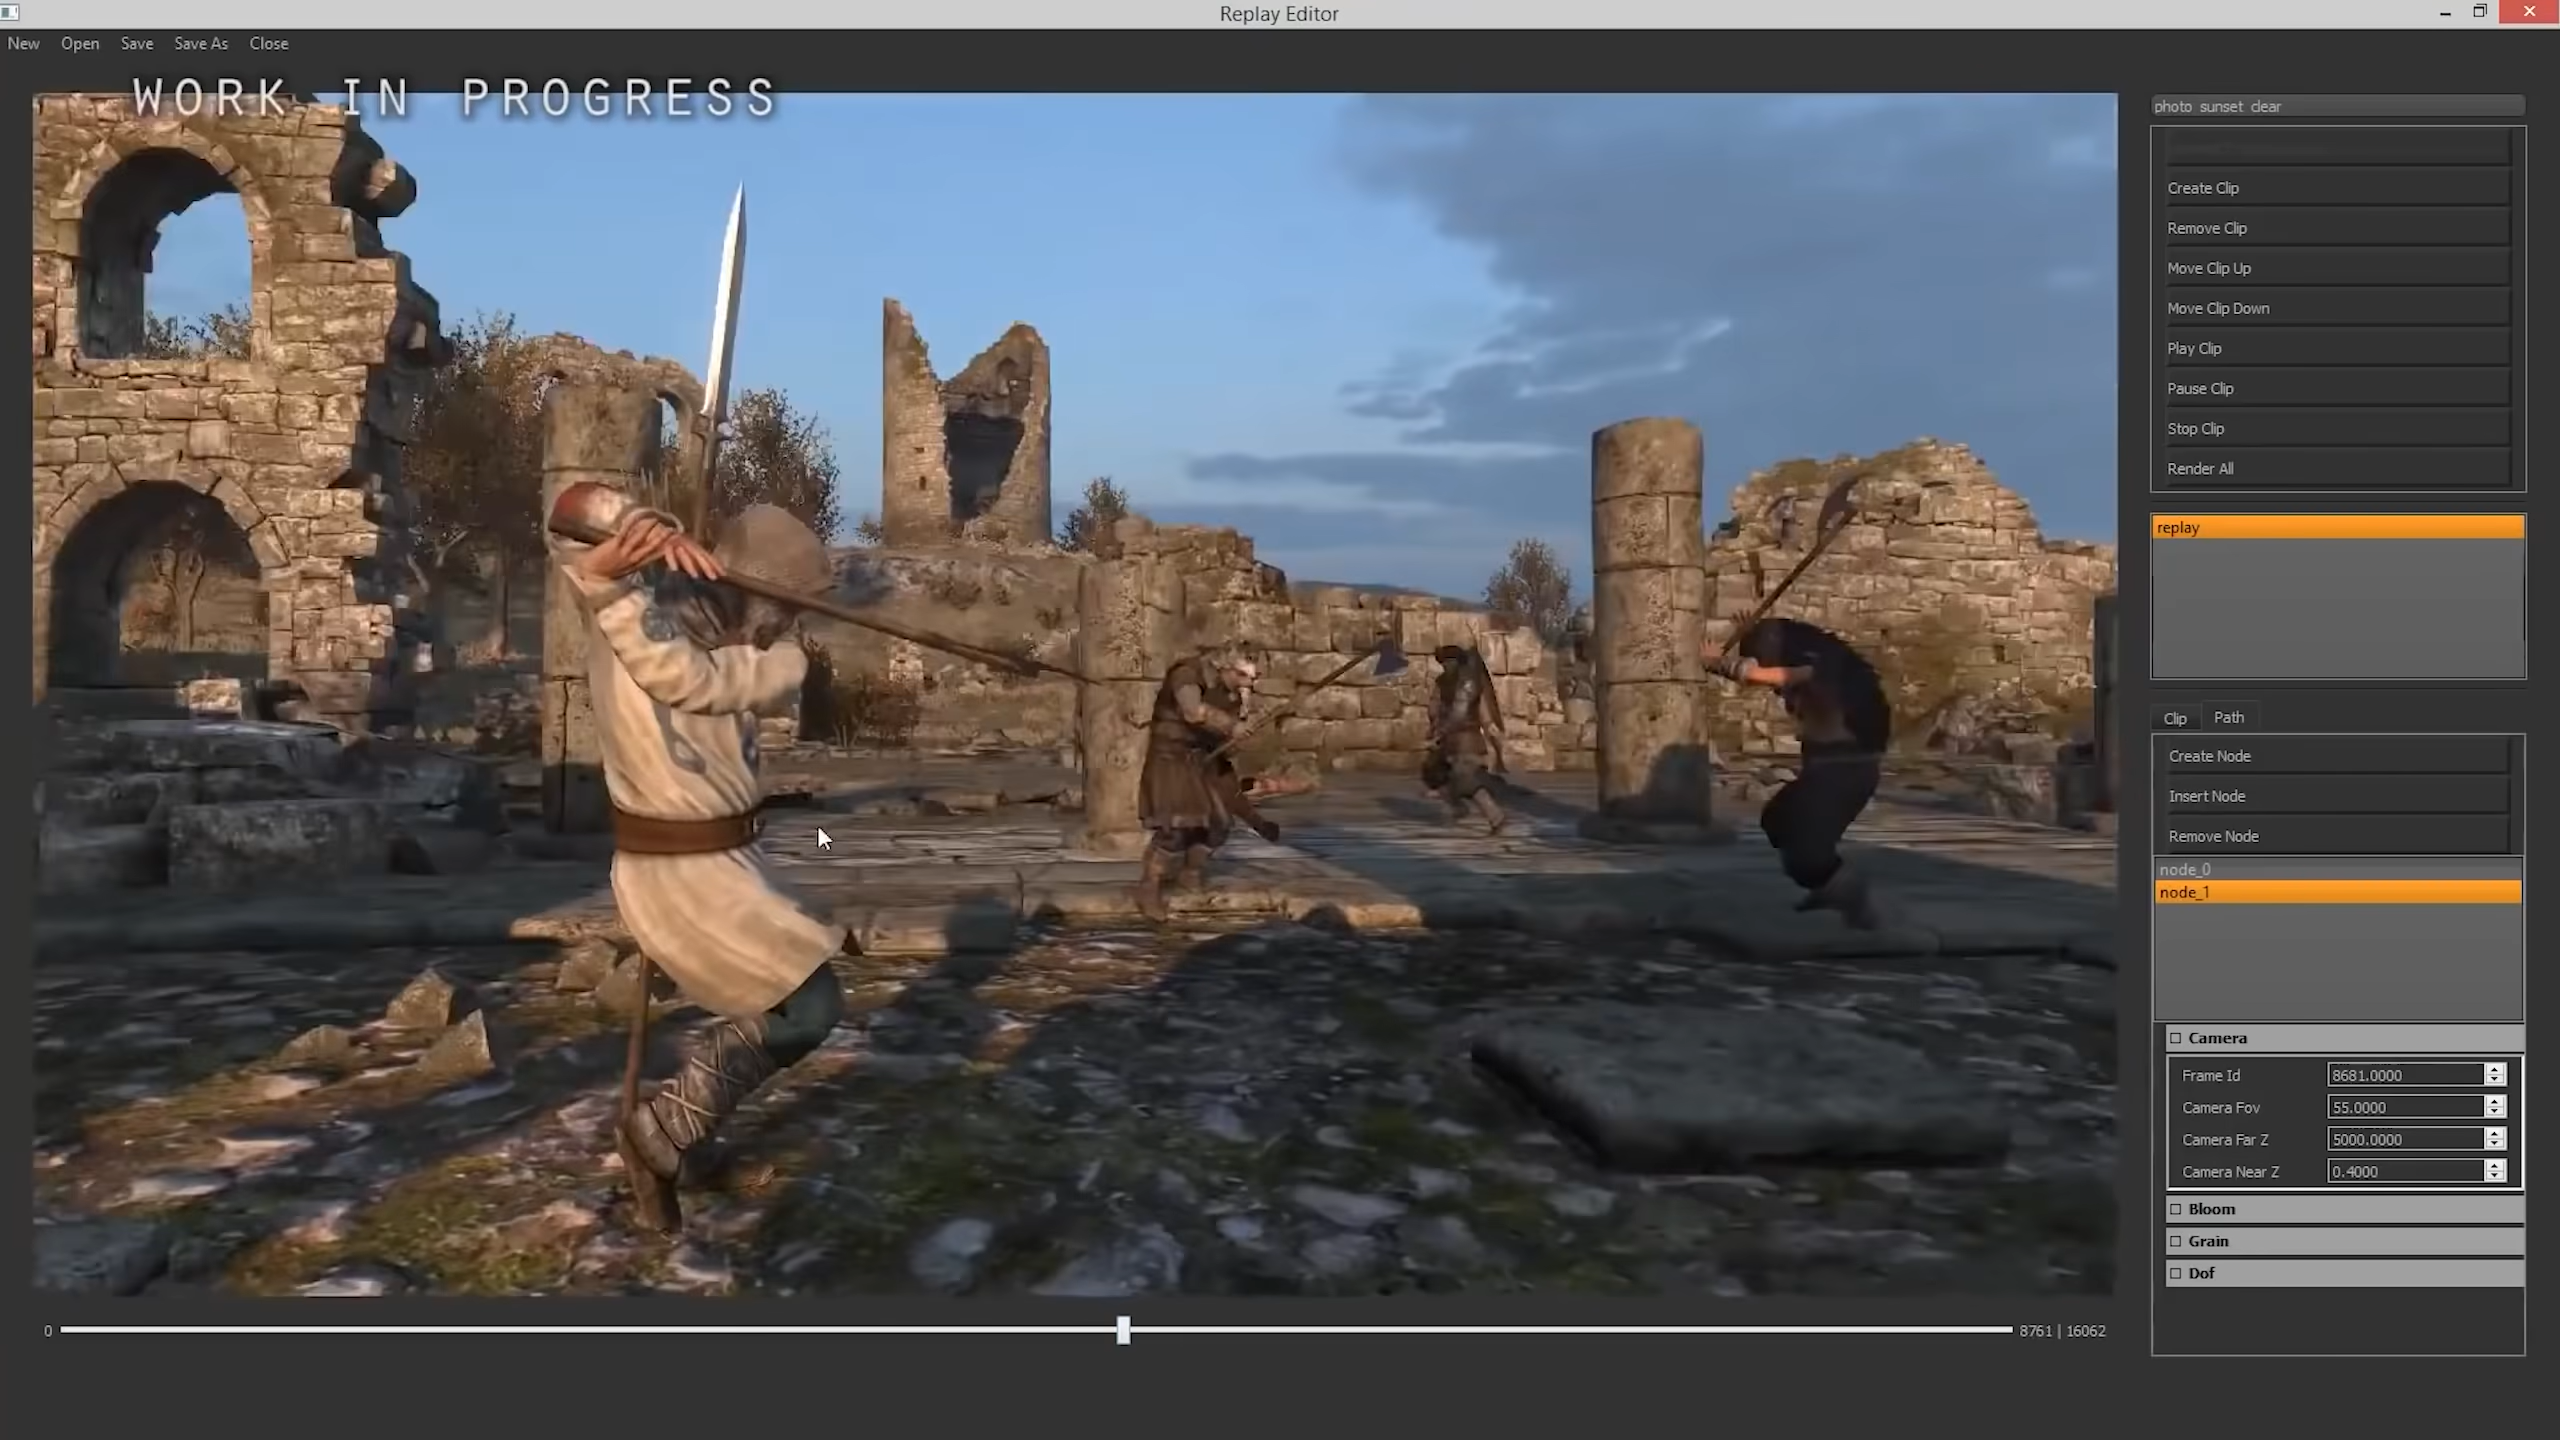 Replay Editor
New Open Save Save As Close
WORK IN PROGRESS
photo sunset clear
Create Clip
Remove Clip
Move Clip Up
Move Clip Down
Play Clip
Pause Clip
Stop Clip
Render All
replay
Clip Path
Create Node
Insert Node
Remove Node
node_0
node_1
Camera
Frame Id 8681.0000
Camera Fov 55.0000
Camera Far Z 5000.0000
Camera Near Z 0.4000
Bloom
Grain
Dof
0 8761 | 16062